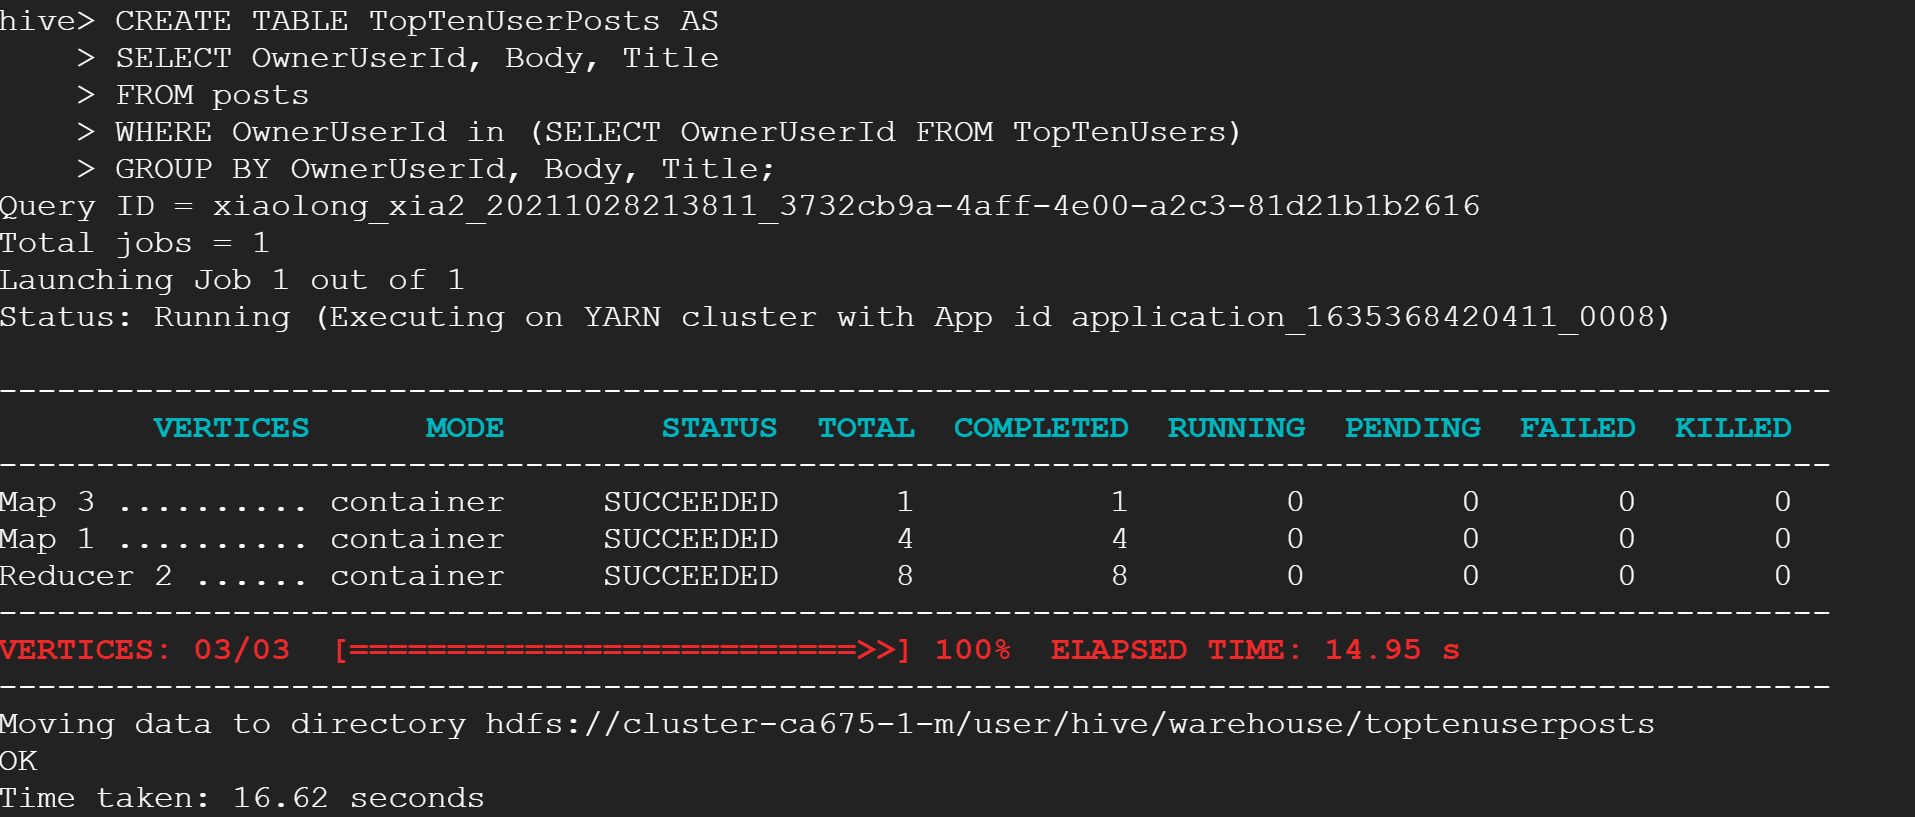 hive> CREATE TABLE TopTenUserPosts AS
    > SELECT OwnerUserId, Body, Title
    > FROM posts
    > WHERE OwnerUserId in (SELECT OwnerUserId FROM TopTenUsers)
    > GROUP BY OwnerUserId, Body, Title;
Query ID = xiaolong_xia2_20211028213811_3732cb9a-4aff-4e00-a2c3-81d21b1b2616
Total jobs = 1
Launching Job 1 out of 1
Status: Running (Executing on YARN cluster with App id application_1635368420411_0008)

----------------------------------------------------------------------------------------------
        VERTICES      MODE        STATUS  TOTAL  COMPLETED  RUNNING  PENDING  FAILED  KILLED
----------------------------------------------------------------------------------------------
Map 3 .......... container     SUCCEEDED      1          1        0        0       0       0
Map 1 .......... container     SUCCEEDED      4          4        0        0       0       0
Reducer 2 ...... container     SUCCEEDED      8          8        0        0       0       0
----------------------------------------------------------------------------------------------
VERTICES: 03/03  [==========================>>] 100%  ELAPSED TIME: 14.95 s
----------------------------------------------------------------------------------------------
Moving data to directory hdfs://cluster-ca675-1-m/user/hive/warehouse/toptenuserposts
OK
Time taken: 16.62 seconds